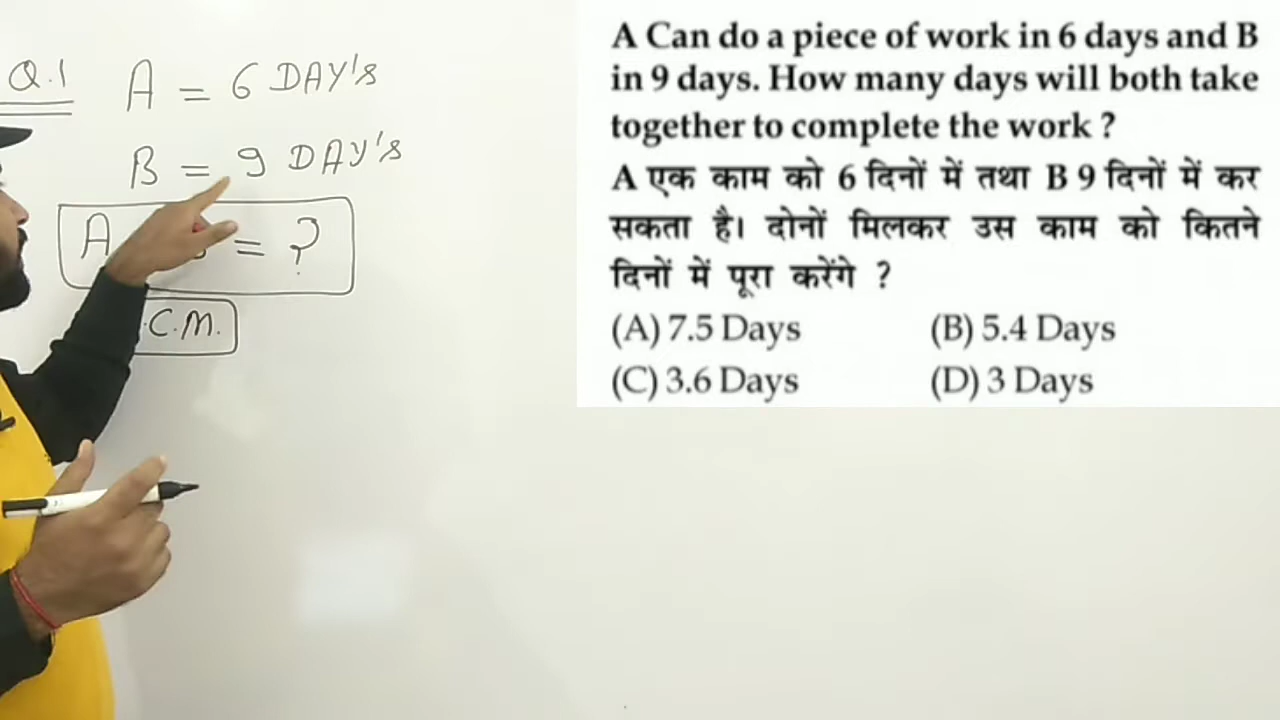 Q.1 A = 6 DAY's
B = 9 DAY's
A = ?
.C.M.
A Can do a piece of work in 6 days and B
in 9 days. How many days will both take
together to complete the work ?
A एक काम को 6 दिनों में तथा B 9 दिनों में कर
सकता है। दोनों मिलकर उस काम को कितने
दिनों में पूरा करेंगे ?
(A) 7.5 Days (B) 5.4 Days
(C) 3.6 Days (D) 3 Days